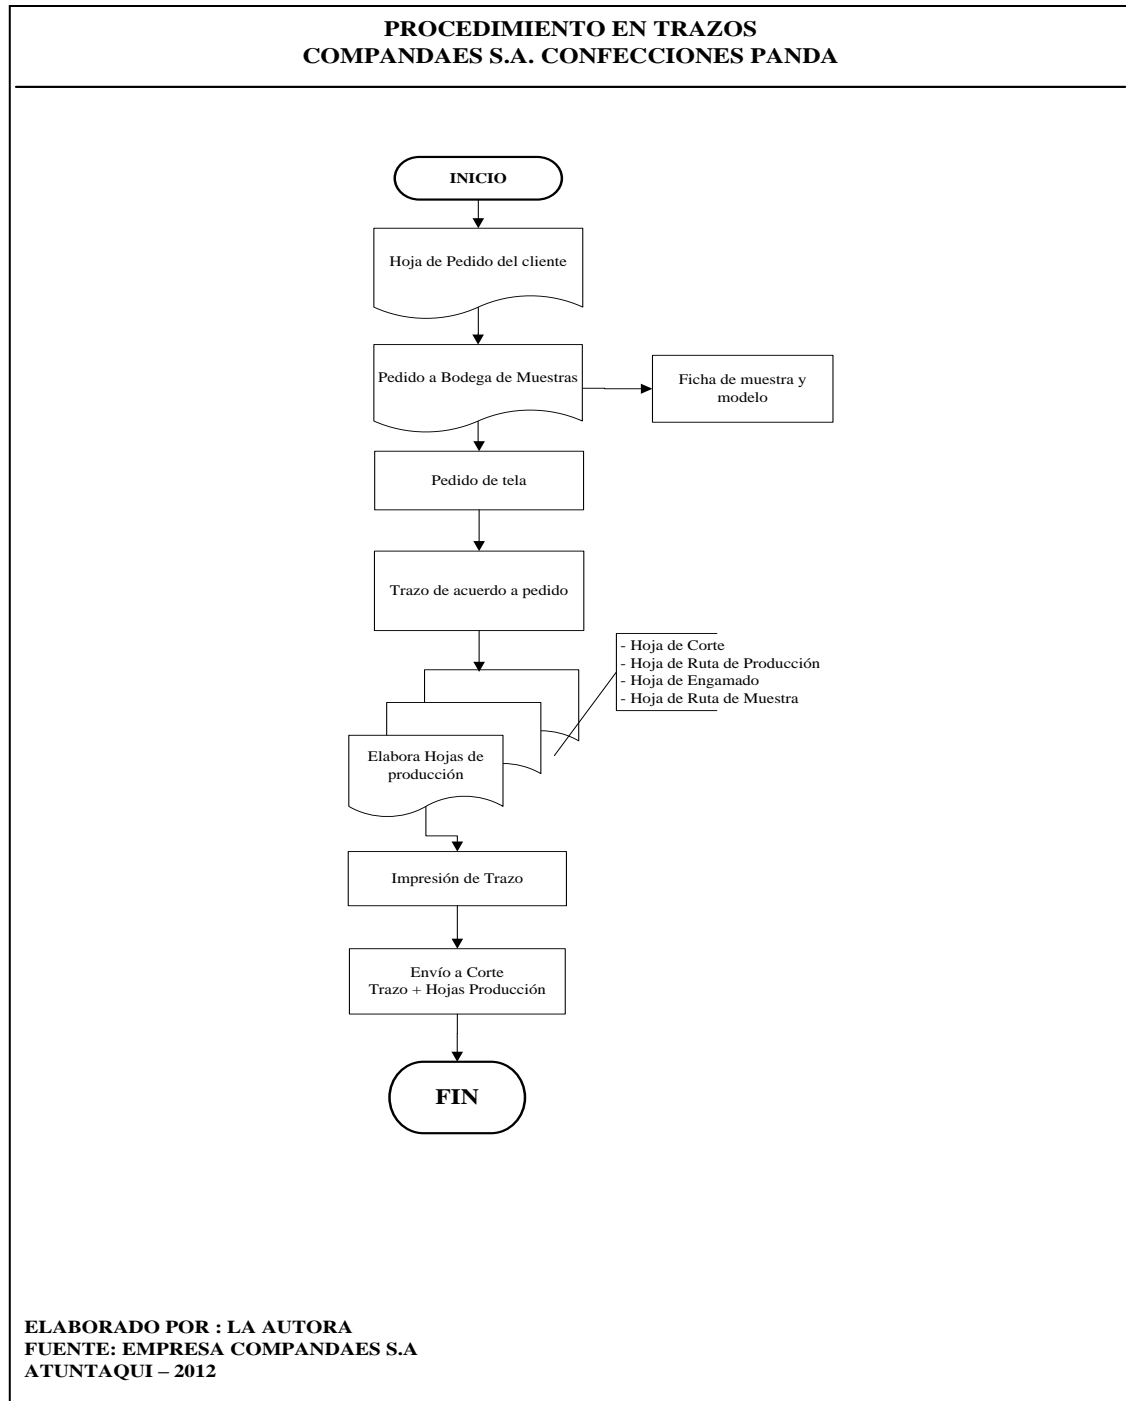 PROCEDIMIENTO EN TRAZOS
COMPANDAES S.A. CONFECCIONES PANDA
INICIO
Hoja de Pedido del cliente
Pedido a Bodega de Muestras
Ficha de muestra y
modelo
Pedido de tela
Trazo de acuerdo a pedido
- Hoja de Corte
- Hoja de Ruta de Producción
- Hoja de Engamado
- Hoja de Ruta de Muestra
Elabora Hojas de
producción
Impresión de Trazo
Envío a Corte
Trazo + Hojas Producción
FIN
ELABORADO POR : LA AUTORA
FUENTE: EMPRESA COMPANDAES S.A
ATUNTAQUI – 2012